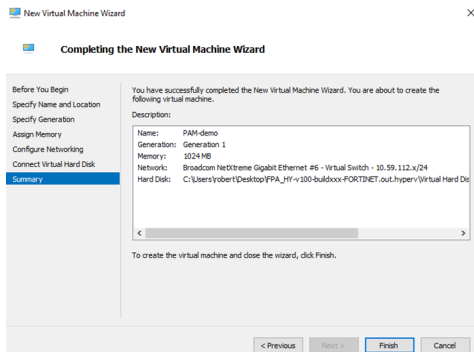 New Virtual Machine Wizard
Completing the New Virtual Machine Wizard
Before You Begin
Specify Name and Location
Specify Generation
Assign Memory
Configure Networking
Connect Virtual Hard Disk
Summary
You have successfully completed the New Virtual Machine Wizard. You are about to create the
following virtual machine.
Description:
Name: PAM-demo
Generation: Generation 1
Memory: 1024 MB
Network: Broadcom NetXtreme Gigabit Ethernet #6 - Virtual Switch - 10.59.112.x/24
Hard Disk: C:\Users\robert\Desktop\FPA_HY-v100-buildxxx-FORTINET.out.hyperv\Virtual Hard Dis
To create the virtual machine and close the wizard, click Finish.
< Previous
Next >
Finish
Cancel